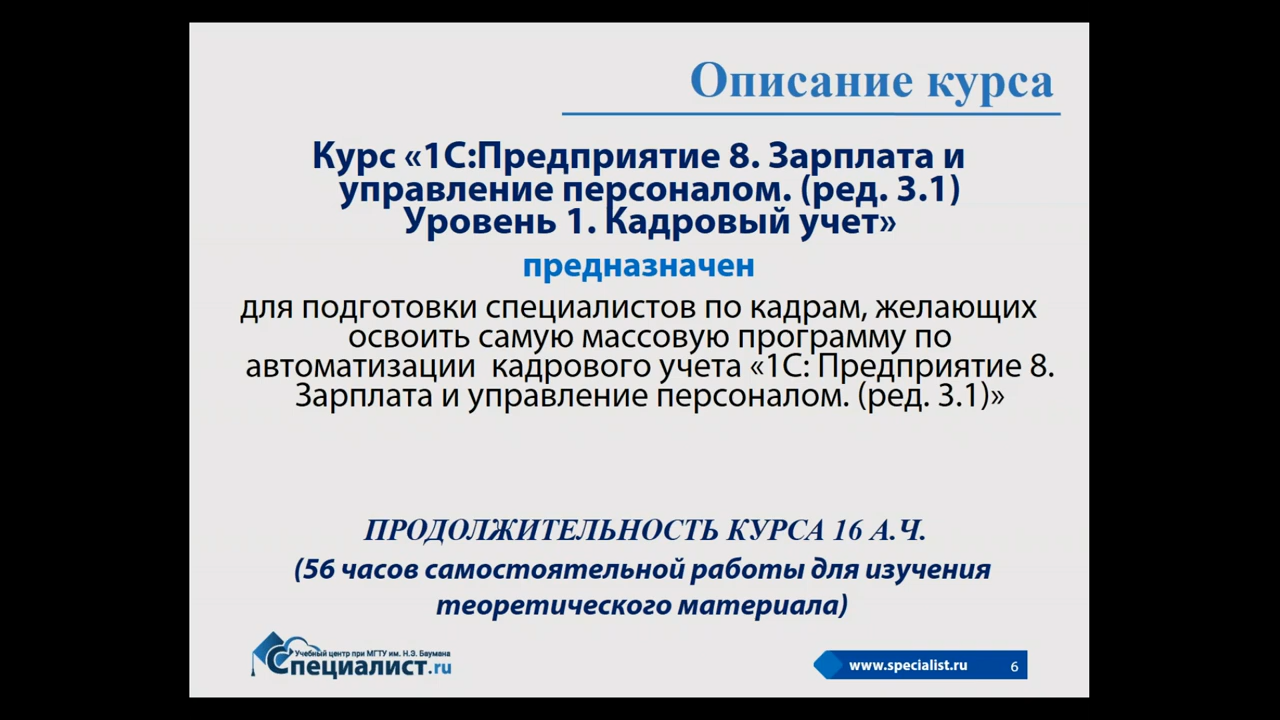 Описание курса
Курс «1С:Предприятие 8. Зарплата и
управление персоналом. (ред. 3.1)
Уровень 1. Кадровый учет»
предназначен
для подготовки специалистов по кадрам, желающих
освоить самую массовую программу по
автоматизации кадрового учета «1С: Предприятие 8.
Зарплата и управление персоналом. (ред. 3.1)»
ПРОДОЛЖИТЕЛЬНОСТЬ КУРСА 16 А.Ч.
(56 часов самостоятельной работы для изучения
теоретического материала)
Учебный центр при МГТУ им. Н.Э. Баумана
Специалист.ru
www.specialist.ru 6